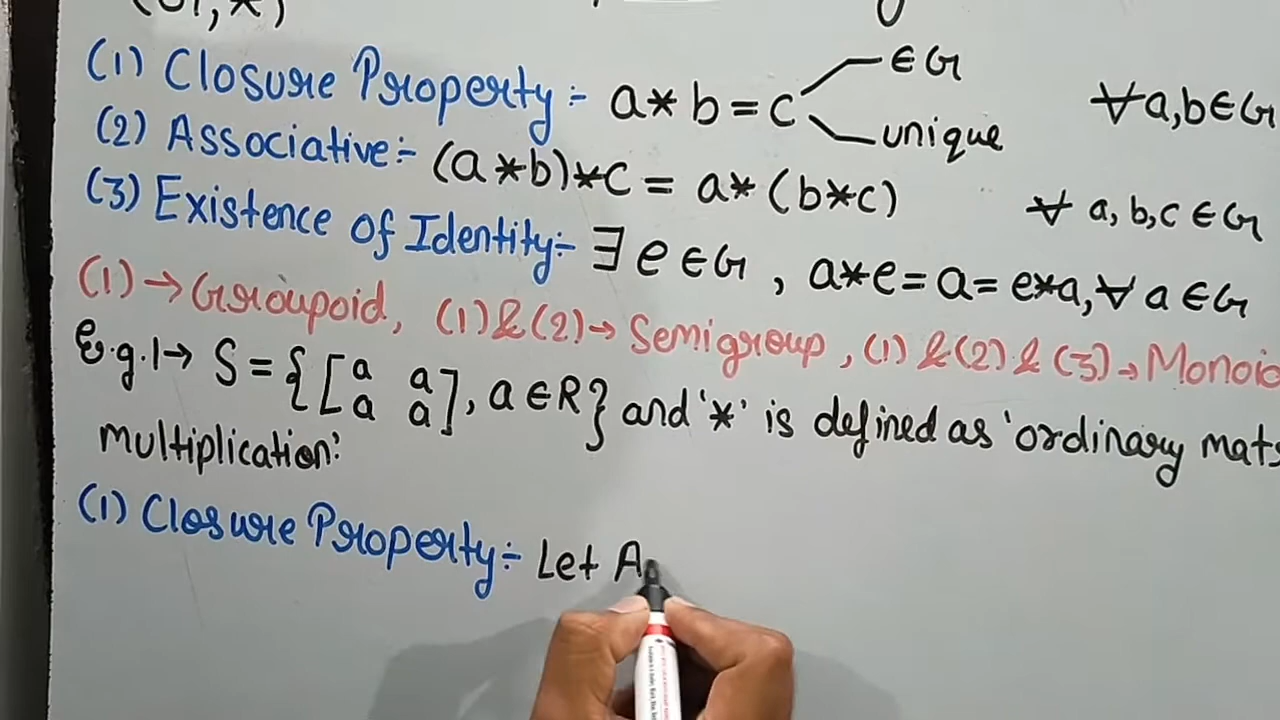 (1) Closure Property:- a*b=c ∈G ∀a,b∈G
unique
(2) Associative:- (a*b)*c = a*(b*c) ∀ a,b,c∈G
(3) Existence of Identity:- ∃ e∈G, a*e=a=e*a,∀ a∈G
(1)→Groupoid, (1)&(2)→Semigroup, (1)&(2)&(3)→Monoid
E.g.1→ S={[a a
a a], a∈R} and '*' is defined as 'ordinary mat
multiplication'
(1) Closure Property:- Let A